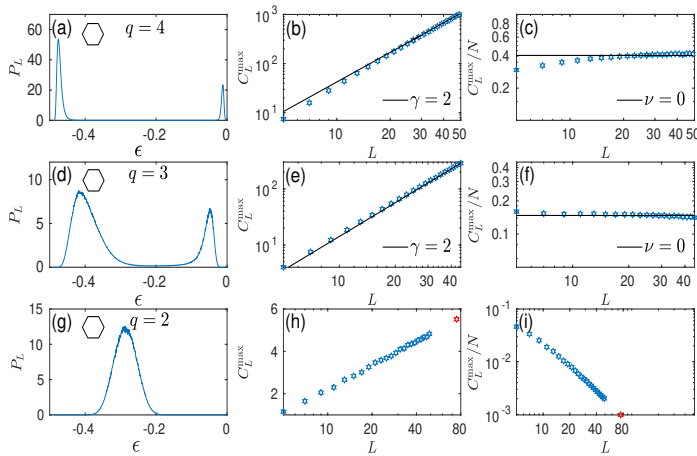 (a) q = 4
P_L
60
40
20
0
-0.4 -0.2 0
ϵ
(b)
C_L^max
10^3
10^2
10^1
10 20 30 40 50
L
γ = 2
(c)
C_L^max/N
0.8
0.4
0.2
10 20 30 40 50
L
ν = 0
(d) q = 3
P_L
10
5
0
-0.4 -0.2 0
ϵ
(e)
C_L^max
10^2
10^1
10 20 30 40
L
γ = 2
(f)
C_L^max/N
0.4
0.2
0.1
10 20 30 40
L
ν = 0
(g) q = 2
P_L
15
10
5
0
-0.4 -0.2 0
ϵ
(h)
C_L^max
6
4
2
10 20 40 80
L
(i)
C_L^max/N
10^-1
10^-2
10^-3
10 20 40 80
L